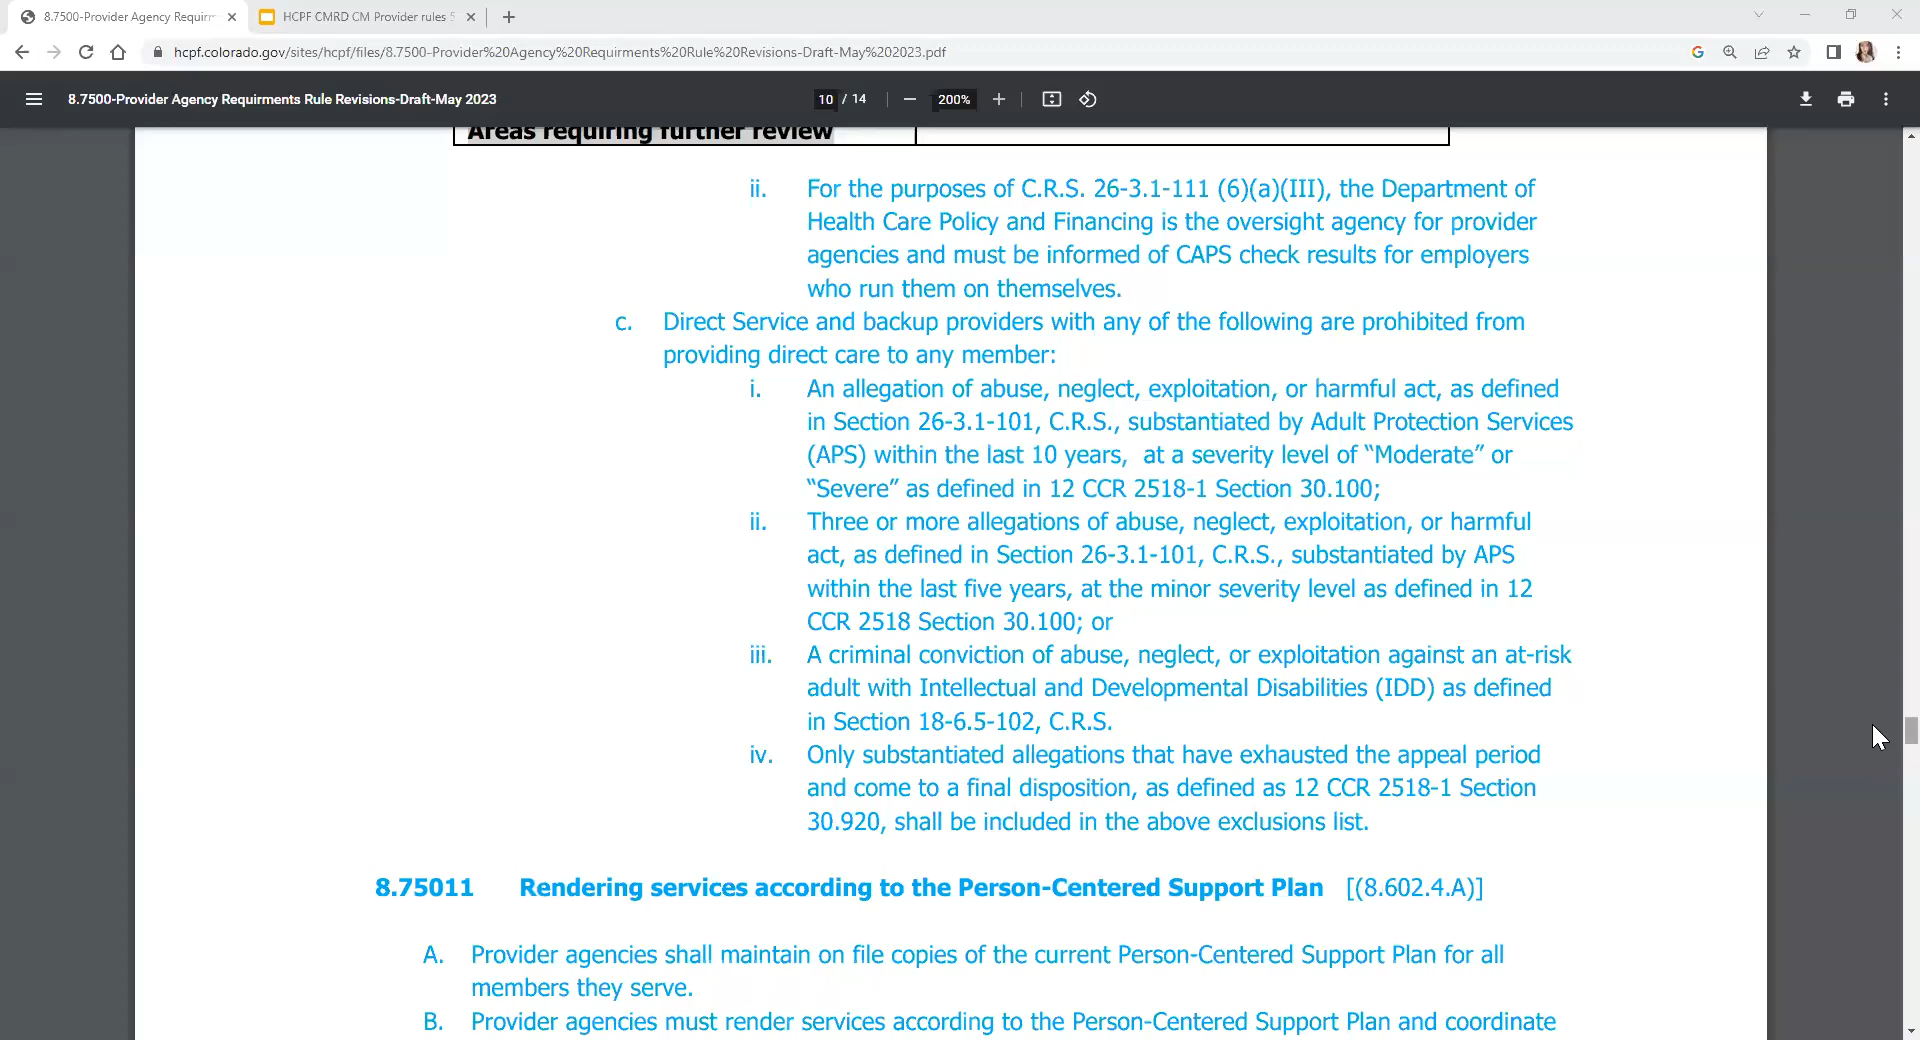 8.7500-Provider Agency Requirm
HCPF CMRD CM Provider rules 5
hcpf.colorado.gov/sites/hcpf/files/8.7500-Provider%20Agency%20Requirments%20Rule%20Revisions-Draft-May%202023.pdf
8.7500-Provider Agency Requirments Rule Revisions-Draft-May 2023
10 / 14
200%
Areas requiring further review
ii. For the purposes of C.R.S. 26-3.1-111 (6)(a)(III), the Department of
Health Care Policy and Financing is the oversight agency for provider
agencies and must be informed of CAPS check results for employers
who run them on themselves.
c. Direct Service and backup providers with any of the following are prohibited from
providing direct care to any member:
i. An allegation of abuse, neglect, exploitation, or harmful act, as defined
in Section 26-3.1-101, C.R.S., substantiated by Adult Protection Services
(APS) within the last 10 years,  at a severity level of “Moderate” or
“Severe” as defined in 12 CCR 2518-1 Section 30.100;
ii. Three or more allegations of abuse, neglect, exploitation, or harmful
act, as defined in Section 26-3.1-101, C.R.S., substantiated by APS
within the last five years, at the minor severity level as defined in 12
CCR 2518 Section 30.100; or
iii. A criminal conviction of abuse, neglect, or exploitation against an at-risk
adult with Intellectual and Developmental Disabilities (IDD) as defined
in Section 18-6.5-102, C.R.S.
iv. Only substantiated allegations that have exhausted the appeal period
and come to a final disposition, as defined as 12 CCR 2518-1 Section
30.920, shall be included in the above exclusions list.
8.75011 Rendering services according to the Person-Centered Support Plan [(8.602.4.A)]
A. Provider agencies shall maintain on file copies of the current Person-Centered Support Plan for all
members they serve.
B. Provider agencies must render services according to the Person-Centered Support Plan and coordinate